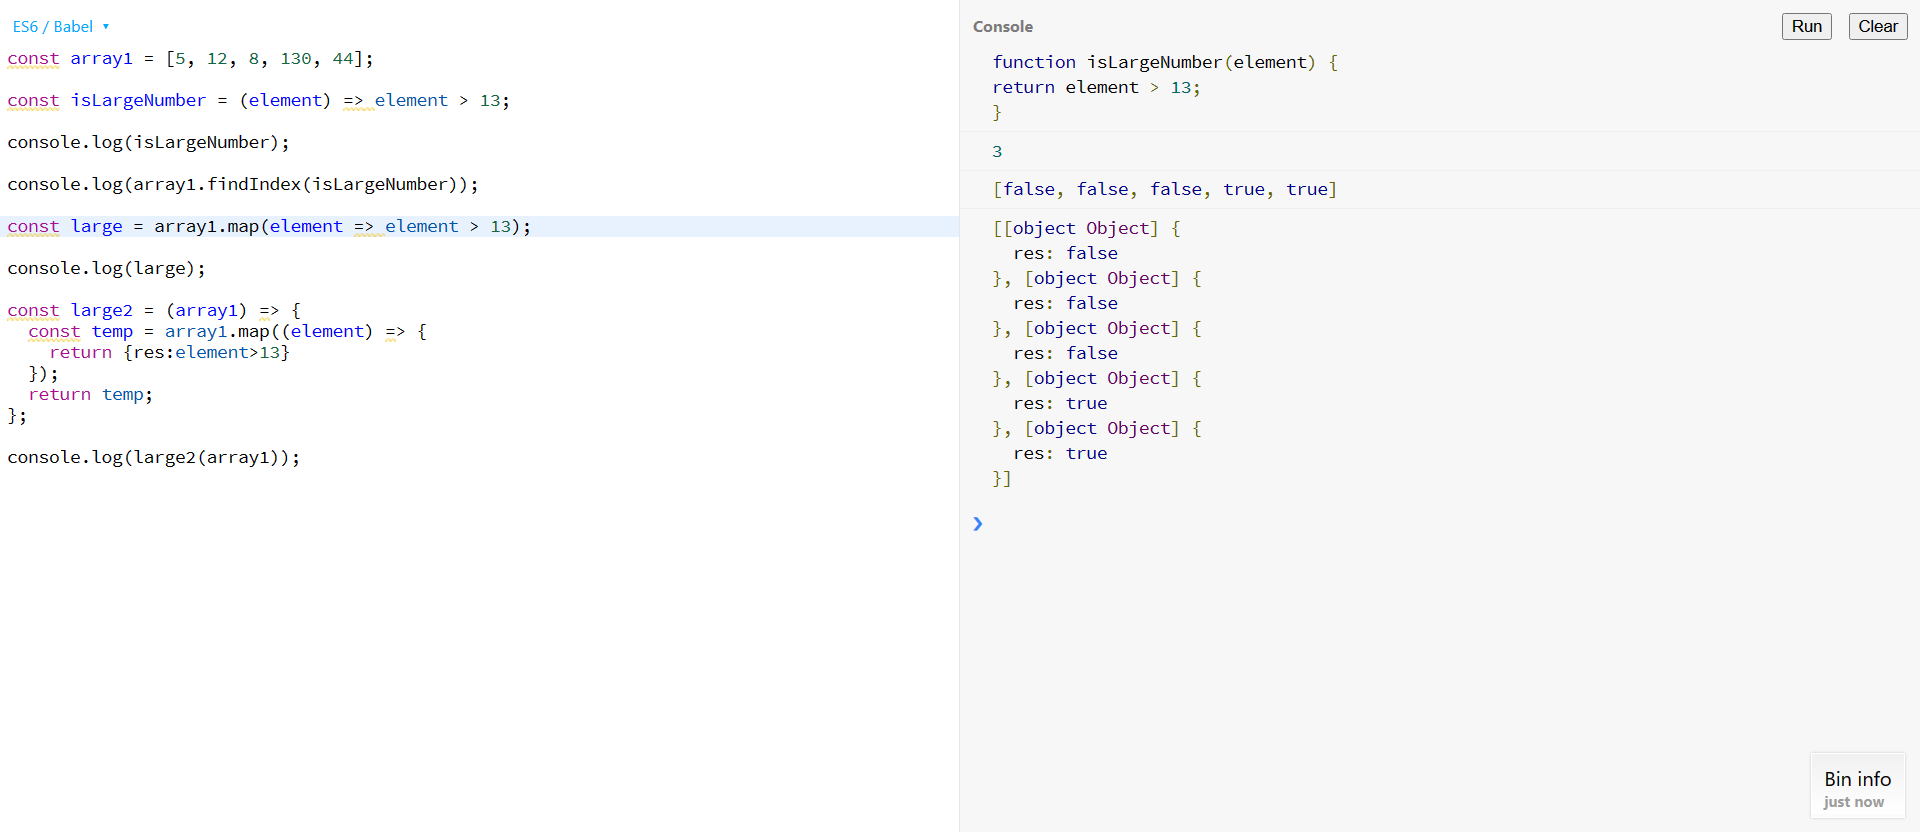 ES6 / Babel ▾
const array1 = [5, 12, 8, 130, 44];
const isLargeNumber = (element) => element > 13;
console.log(isLargeNumber);
console.log(array1.findIndex(isLargeNumber));
const large = array1.map(element => element > 13);
console.log(large);
const large2 = (array1) => {
  const temp = array1.map((element) => {
    return {res:element>13}
  });
  return temp;
};
console.log(large2(array1));
Console
Run Clear
function isLargeNumber(element) {
return element > 13;
}
3
[false, false, false, true, true]
[[object Object] {
  res: false
}, [object Object] {
  res: false
}, [object Object] {
  res: false
}, [object Object] {
  res: true
}, [object Object] {
  res: true
}]
❯
Bin info
just now